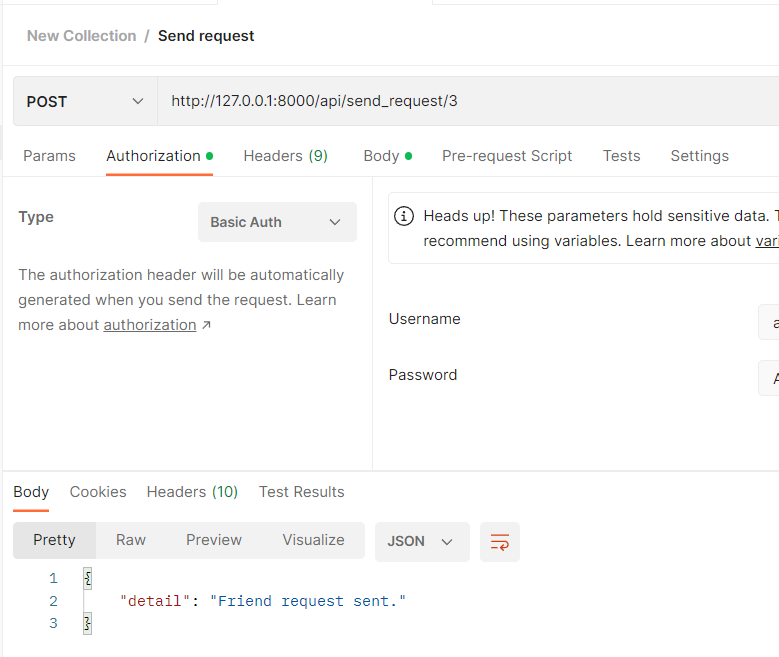 New Collection / Send request
POST http://127.0.0.1:8000/api/send_request/3
Params Authorization Headers (9) Body Pre-request Script Tests Settings
Type Basic Auth
The authorization header will be automatically
generated when you send the request. Learn
more about authorization ↗
Heads up! These parameters hold sensitive data. T
recommend using variables. Learn more about vari
Username a
Password A
Body Cookies Headers (10) Test Results
Pretty Raw Preview Visualize JSON
1 {
2 "detail": "Friend request sent."
3 }